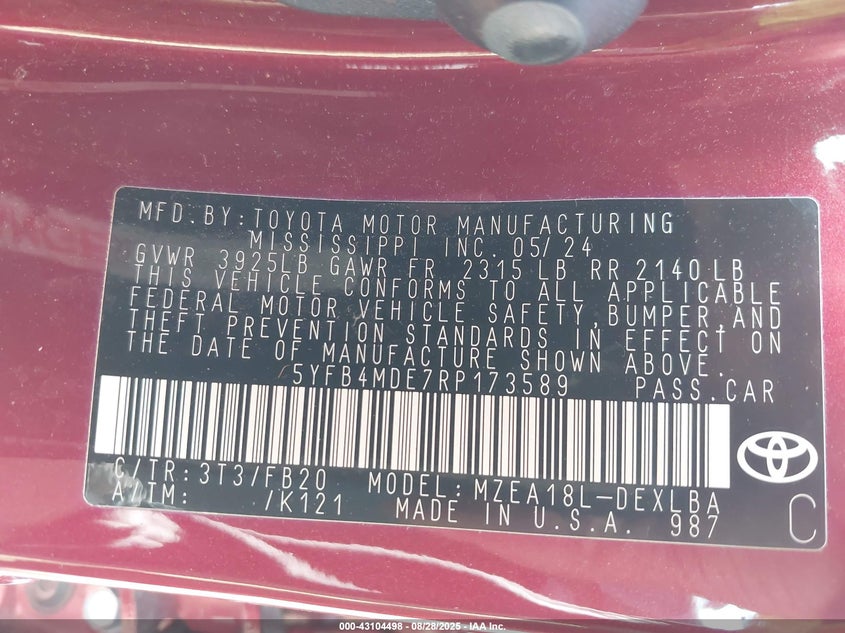 MFD. BY: TOYOTA MOTOR MANUFACTURING
MISSISSIPPI INC. 05/24
GVWR 3925LB GAWR FR 2315 LB RR 2140 LB
THIS VEHICLE CONFORMS TO ALL APPLICABLE
FEDERAL MOTOR VEHICLE SAFETY, BUMPER, AND
THEFT PREVENTION STANDARDS IN EFFECT ON
THE DATE OF MANUFACTURE SHOWN ABOVE.
5YFB4MDE7RP173589 PASS. CAR
C/TR: 3T3/FB20 MODEL: MZEA18L-DEXLBA
A/TM: /K121 MADE IN U.S.A. 987
C
000-43104498 - 08/28/2025 - IAA Inc.